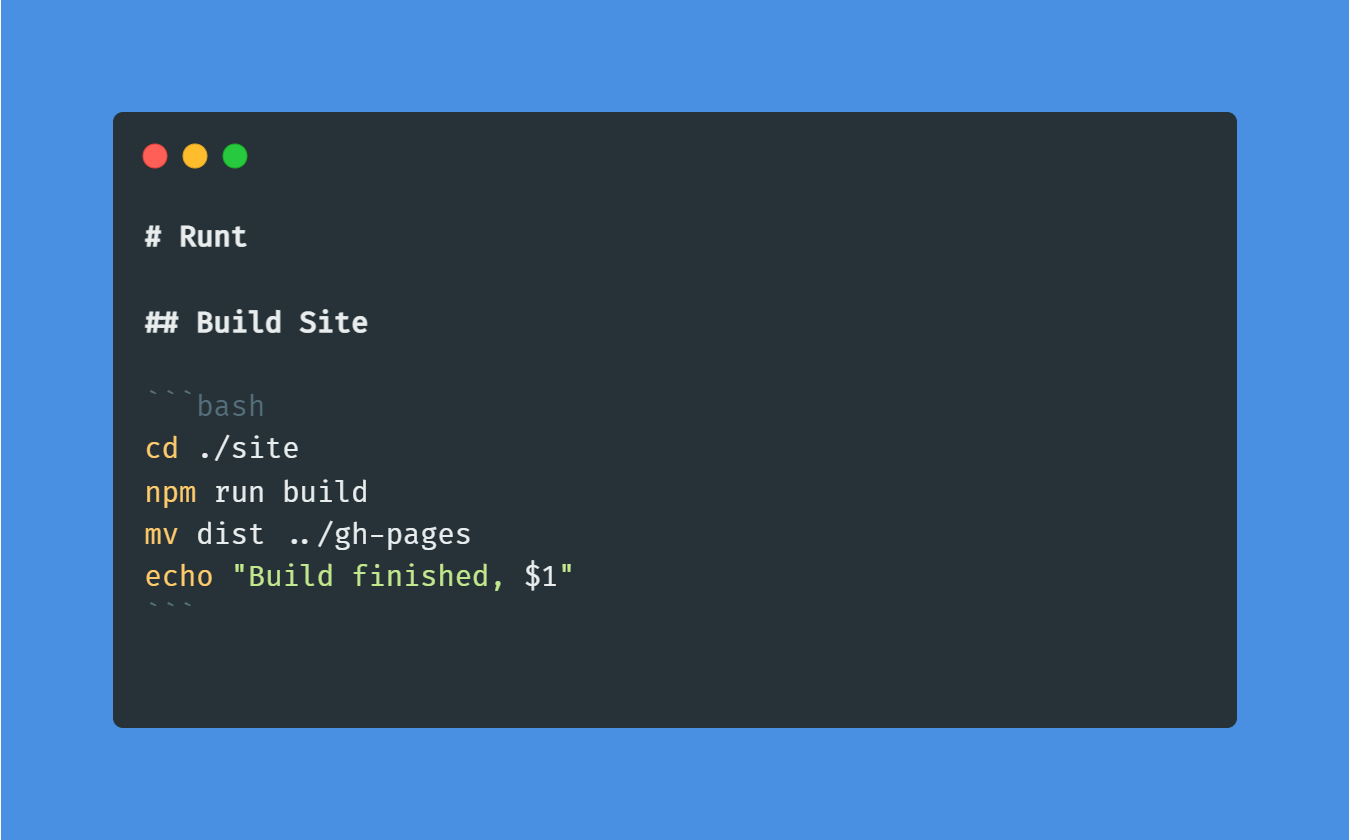 # Runt
## Build Site
```bash
cd ./site
npm run build
mv dist ../gh-pages
echo "Build finished, $1"
```